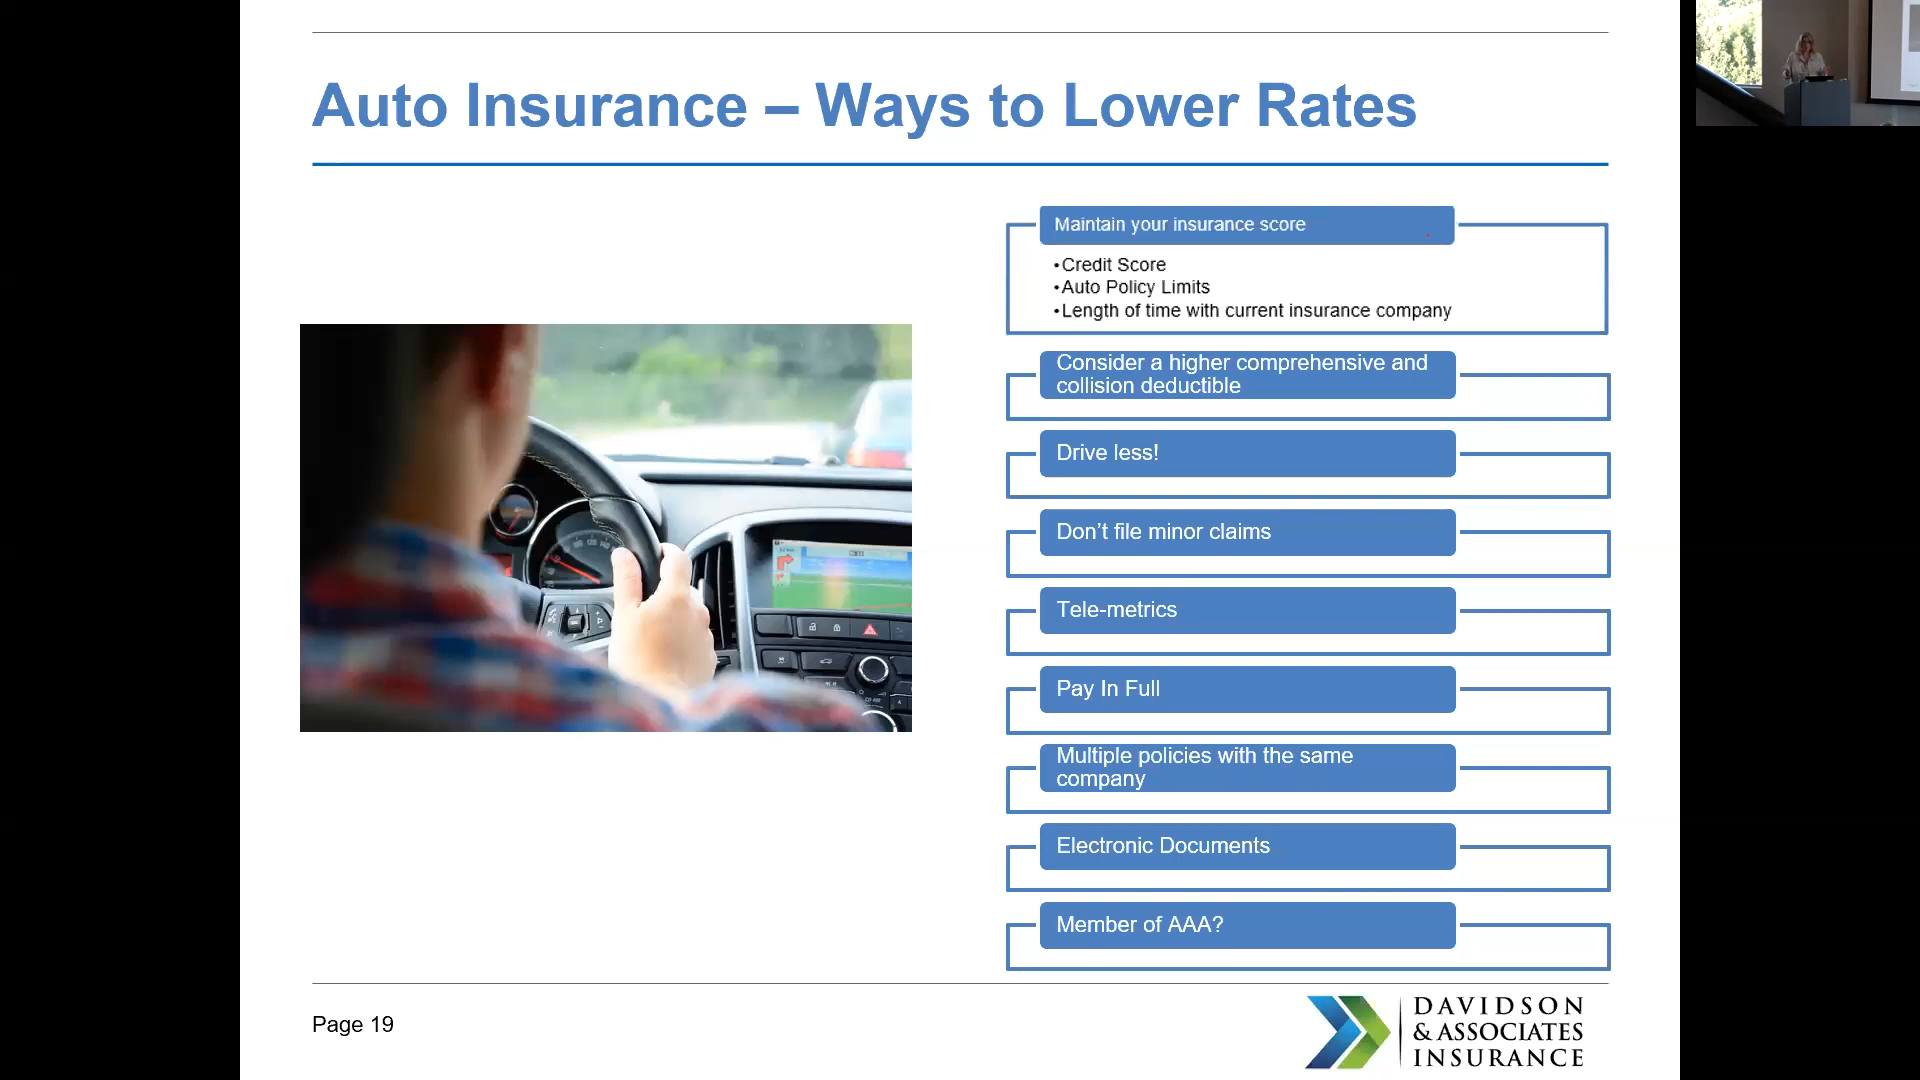 Auto Insurance – Ways to Lower Rates
Maintain your insurance score
•Credit Score
•Auto Policy Limits
•Length of time with current insurance company
Consider a higher comprehensive and
collision deductible
Drive less!
Don’t file minor claims
Tele-metrics
Pay In Full
Multiple policies with the same
company
Electronic Documents
Member of AAA?
Page 19
DAVIDSON
& ASSOCIATES
INSURANCE